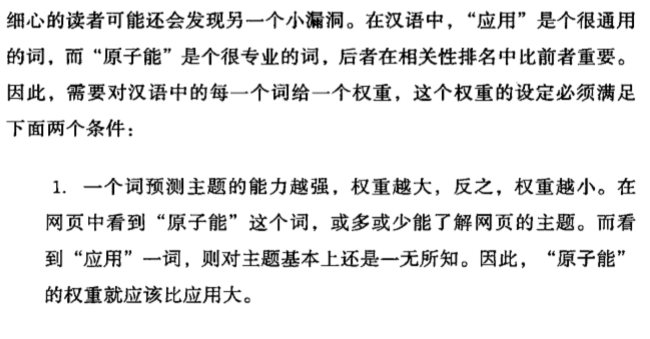 细心的读者可能还会发现另一个小漏洞。在汉语中，“应用”是个很通用
的词，而“原子能”是个很专业的词，后者在相关性排名中比前者重要。
因此，需要对汉语中的每一个词给一个权重，这个权重的设定必须满足
下面两个条件：
1. 一个词预测主题的能力越强，权重越大，反之，权重越小。在
网页中看到“原子能”这个词，或多或少能了解网页的主题。而看
到“应用”一词，则对主题基本上还是一无所知。因此，“原子能”
的权重就应该比应用大。